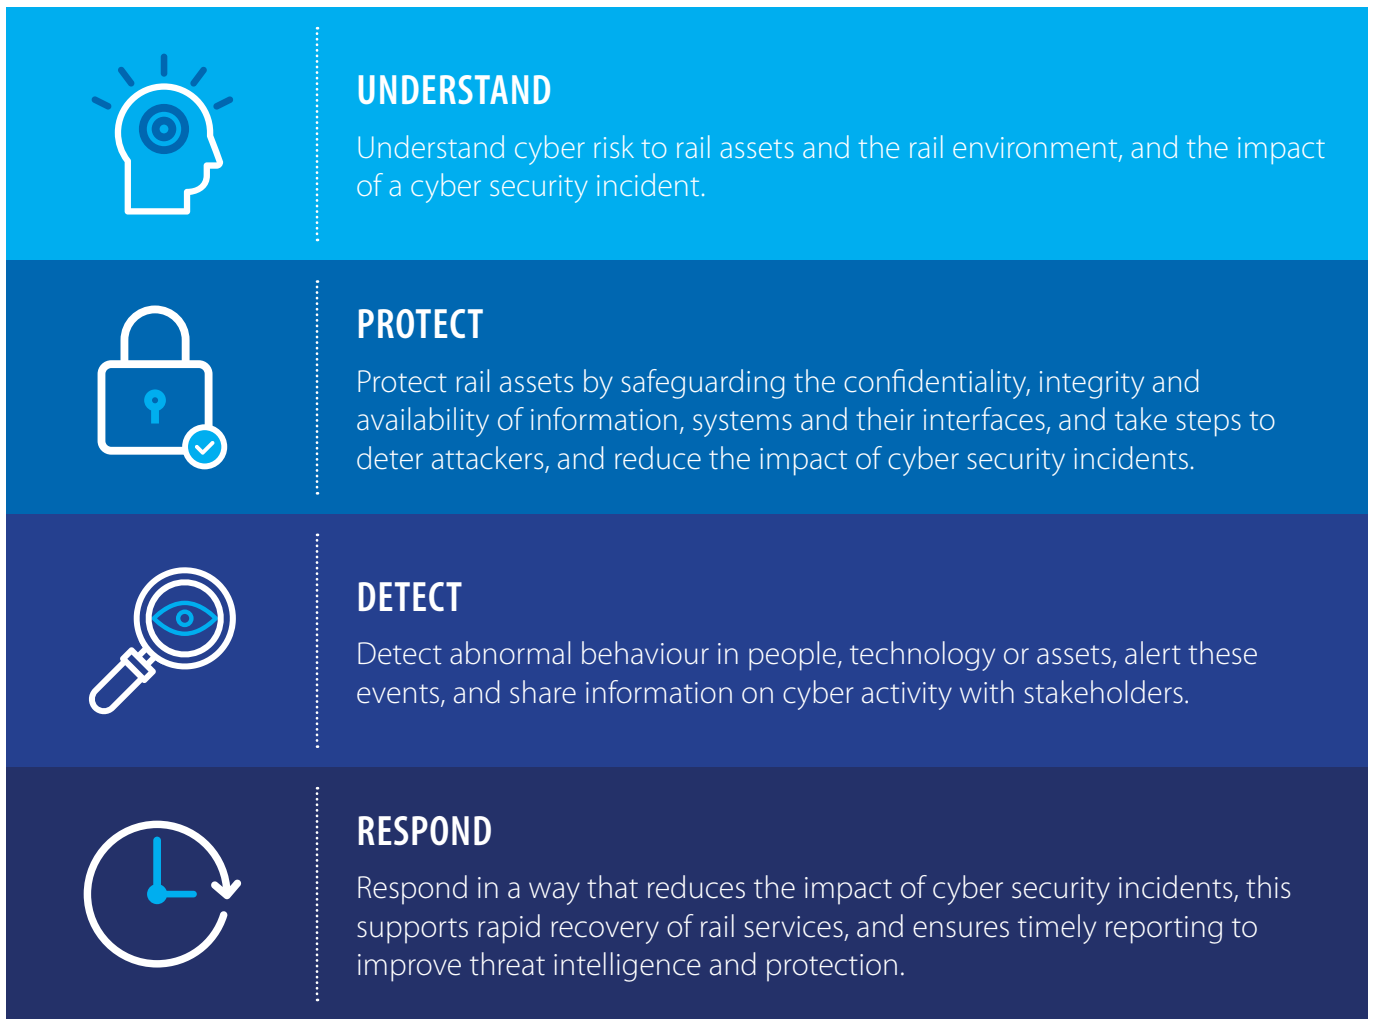 UNDERSTAND
Understand cyber risk to rail assets and the rail environment, and the impact
of a cyber security incident.
PROTECT
Protect rail assets by safeguarding the confidentiality, integrity and
availability of information, systems and their interfaces, and take steps to
deter attackers, and reduce the impact of cyber security incidents.
DETECT
Detect abnormal behaviour in people, technology or assets, alert these
events, and share information on cyber activity with stakeholders.
RESPOND
Respond in a way that reduces the impact of cyber security incidents, this
supports rapid recovery of rail services, and ensures timely reporting to
improve threat intelligence and protection.